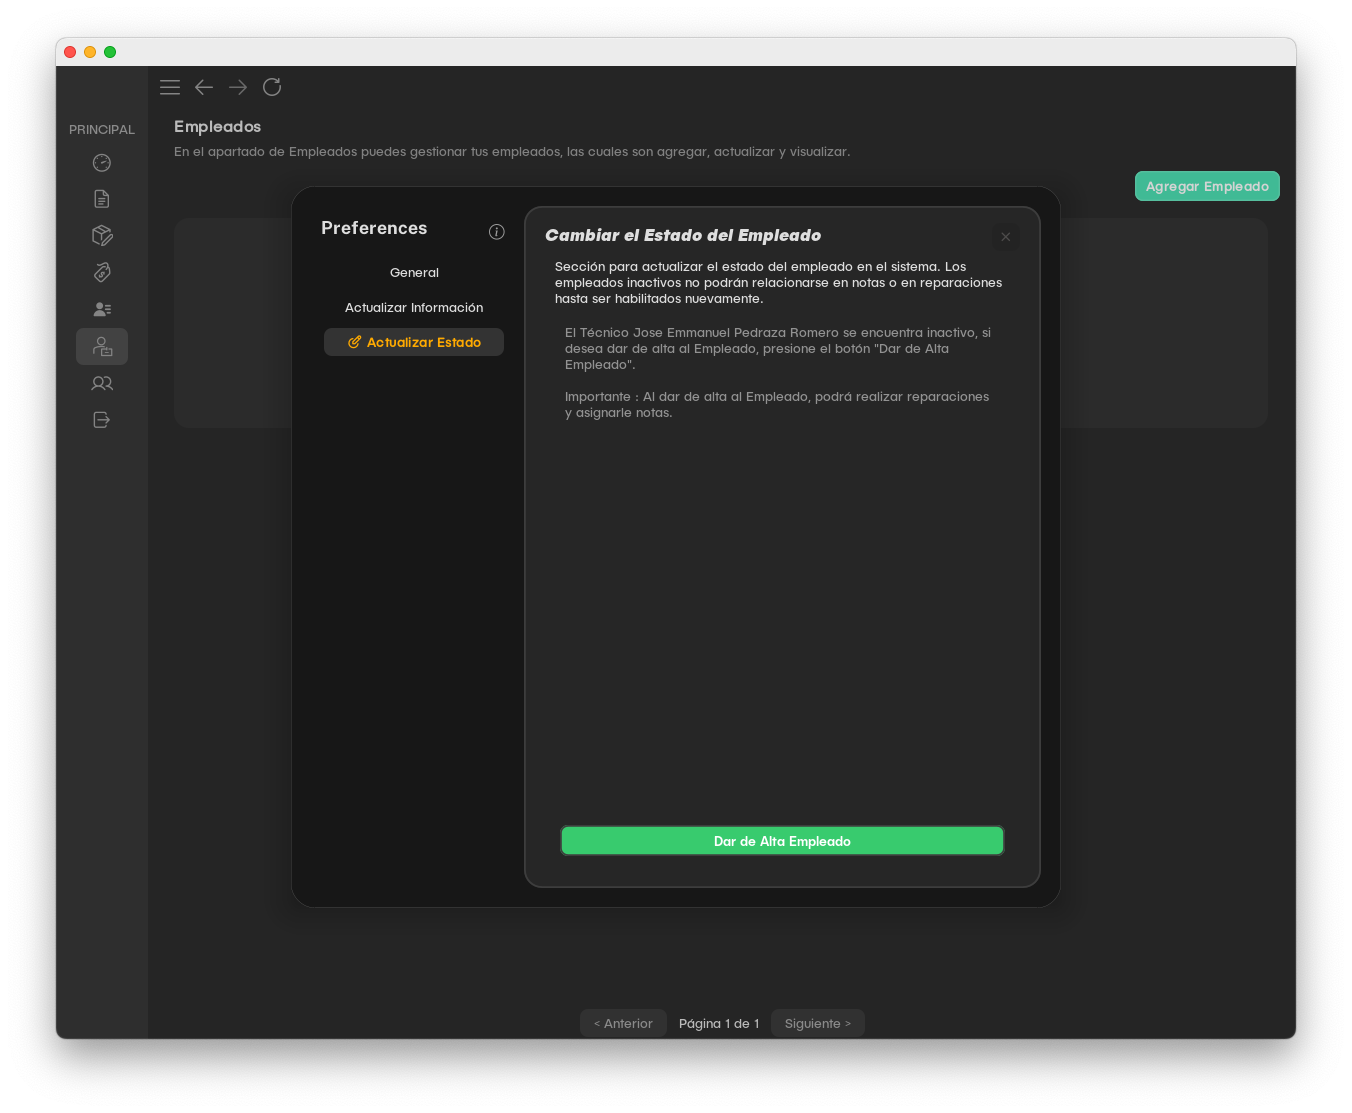 PRINCIPAL
Empleados
En el apartado de Empleados puedes gestionar tus empleados, las cuales son agregar, actualizar y visualizar.
Agregar Empleado
Preferences
General
Actualizar Información
Actualizar Estado
Cambiar el Estado del Empleado
Sección para actualizar el estado del empleado en el sistema. Los
empleados inactivos no podrán relacionarse en notas o en reparaciones
hasta ser habilitados nuevamente.
El Técnico Jose Emmanuel Pedraza Romero se encuentra inactivo, si
desea dar de alta al Empleado, presione el botón "Dar de Alta
Empleado".
Importante : Al dar de alta al Empleado, podrá realizar reparaciones
y asignarle notas.
Dar de Alta Empleado
< Anterior
Página 1 de 1
Siguiente >